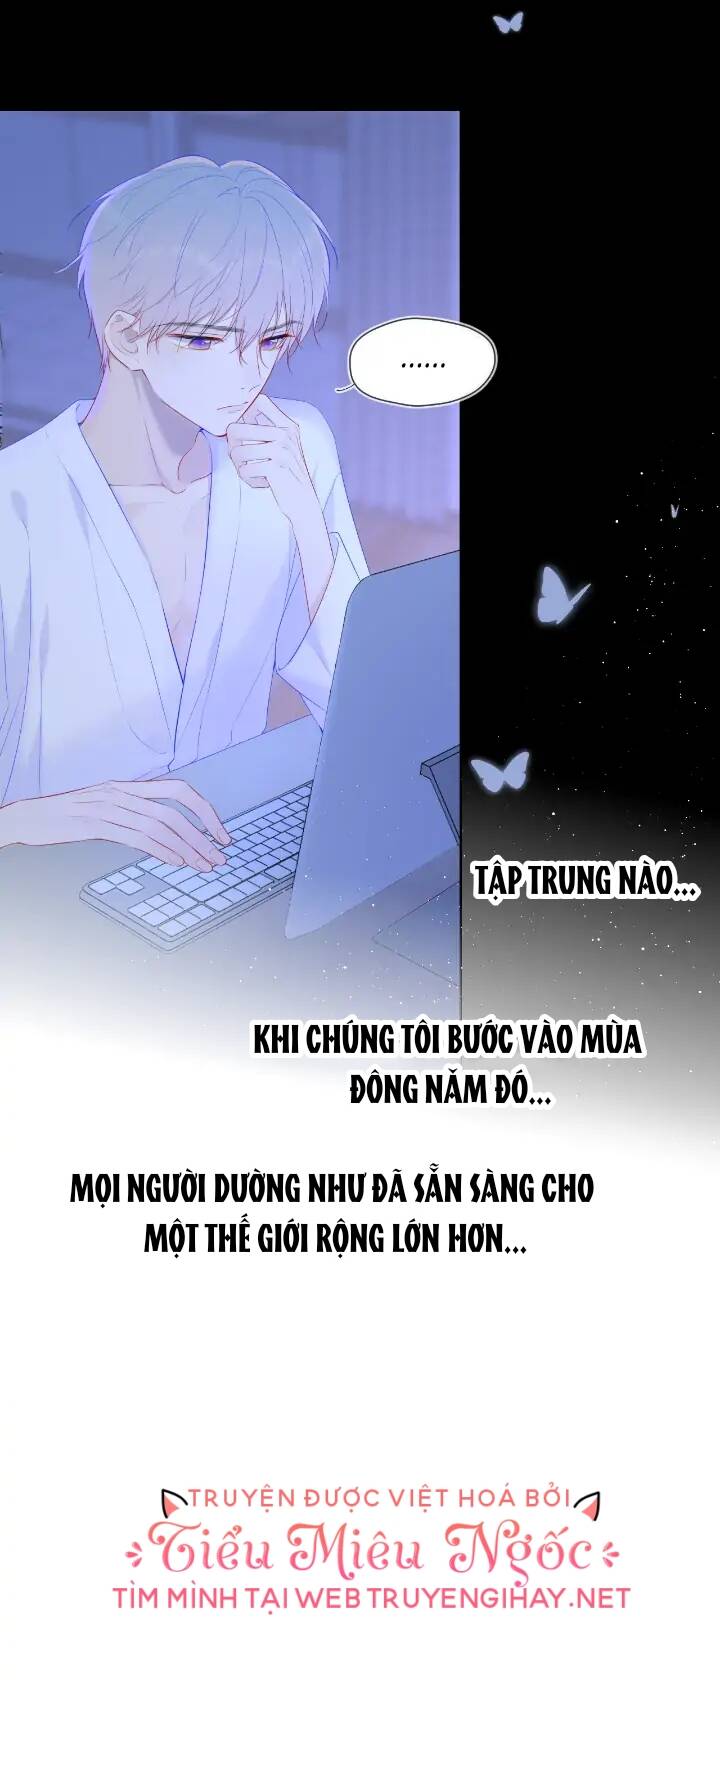 ......
TẬP TRUNG NÀO...
KHI CHÚNG TÔI BƯỚC VÀO MÙA
ĐÔNG NĂM ĐÓ...
MỌI NGƯỜI DƯỜNG NHƯ ĐÃ SẴN SÀNG CHO
MỘT THẾ GIỚI RỘNG LỚN HƠN...
TRUYỆN ĐƯỢC VIỆT HOÁ BỞI
Tiểu Miêu Ngốc
TÌM MÌNH TẠI WEB TRUYENGIHAY.NET